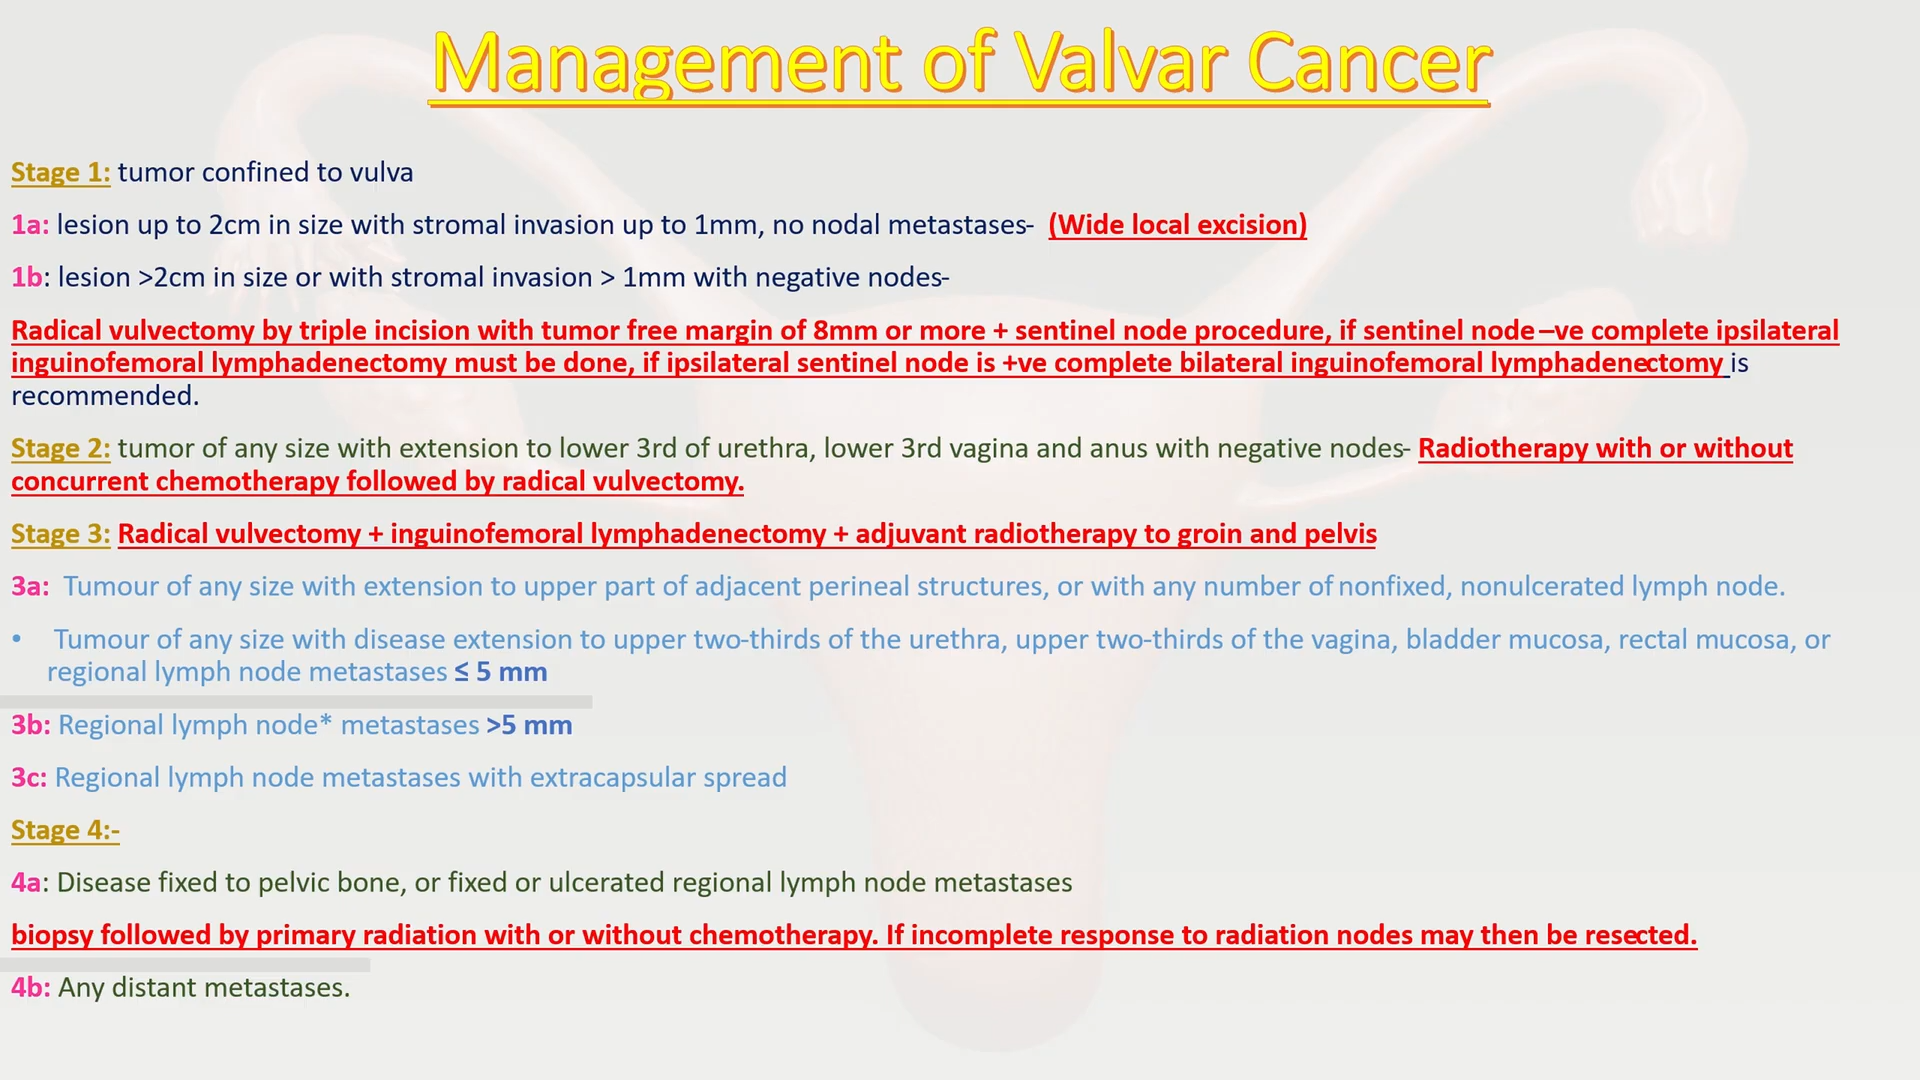 Management of Valvar Cancer
Stage 1: tumor confined to vulva
1a: lesion up to 2cm in size with stromal invasion up to 1mm, no nodal metastases- (Wide local excision)
1b: lesion >2cm in size or with stromal invasion > 1mm with negative nodes-
Radical vulvectomy by triple incision with tumor free margin of 8mm or more + sentinel node procedure, if sentinel node –ve complete ipsilateral
inguinofemoral lymphadenectomy must be done, if ipsilateral sentinel node is +ve complete bilateral inguinofemoral lymphadenectomy is
recommended.
Stage 2: tumor of any size with extension to lower 3rd of urethra, lower 3rd vagina and anus with negative nodes- Radiotherapy with or without
concurrent chemotherapy followed by radical vulvectomy.
Stage 3: Radical vulvectomy + inguinofemoral lymphadenectomy + adjuvant radiotherapy to groin and pelvis
3a: Tumour of any size with extension to upper part of adjacent perineal structures, or with any number of nonfixed, nonulcerated lymph node.
• Tumour of any size with disease extension to upper two-thirds of the urethra, upper two-thirds of the vagina, bladder mucosa, rectal mucosa, or
regional lymph node metastases ≤ 5 mm
3b: Regional lymph node* metastases >5 mm
3c: Regional lymph node metastases with extracapsular spread
Stage 4:-
4a: Disease fixed to pelvic bone, or fixed or ulcerated regional lymph node metastases
biopsy followed by primary radiation with or without chemotherapy. If incomplete response to radiation nodes may then be resected.
4b: Any distant metastases.